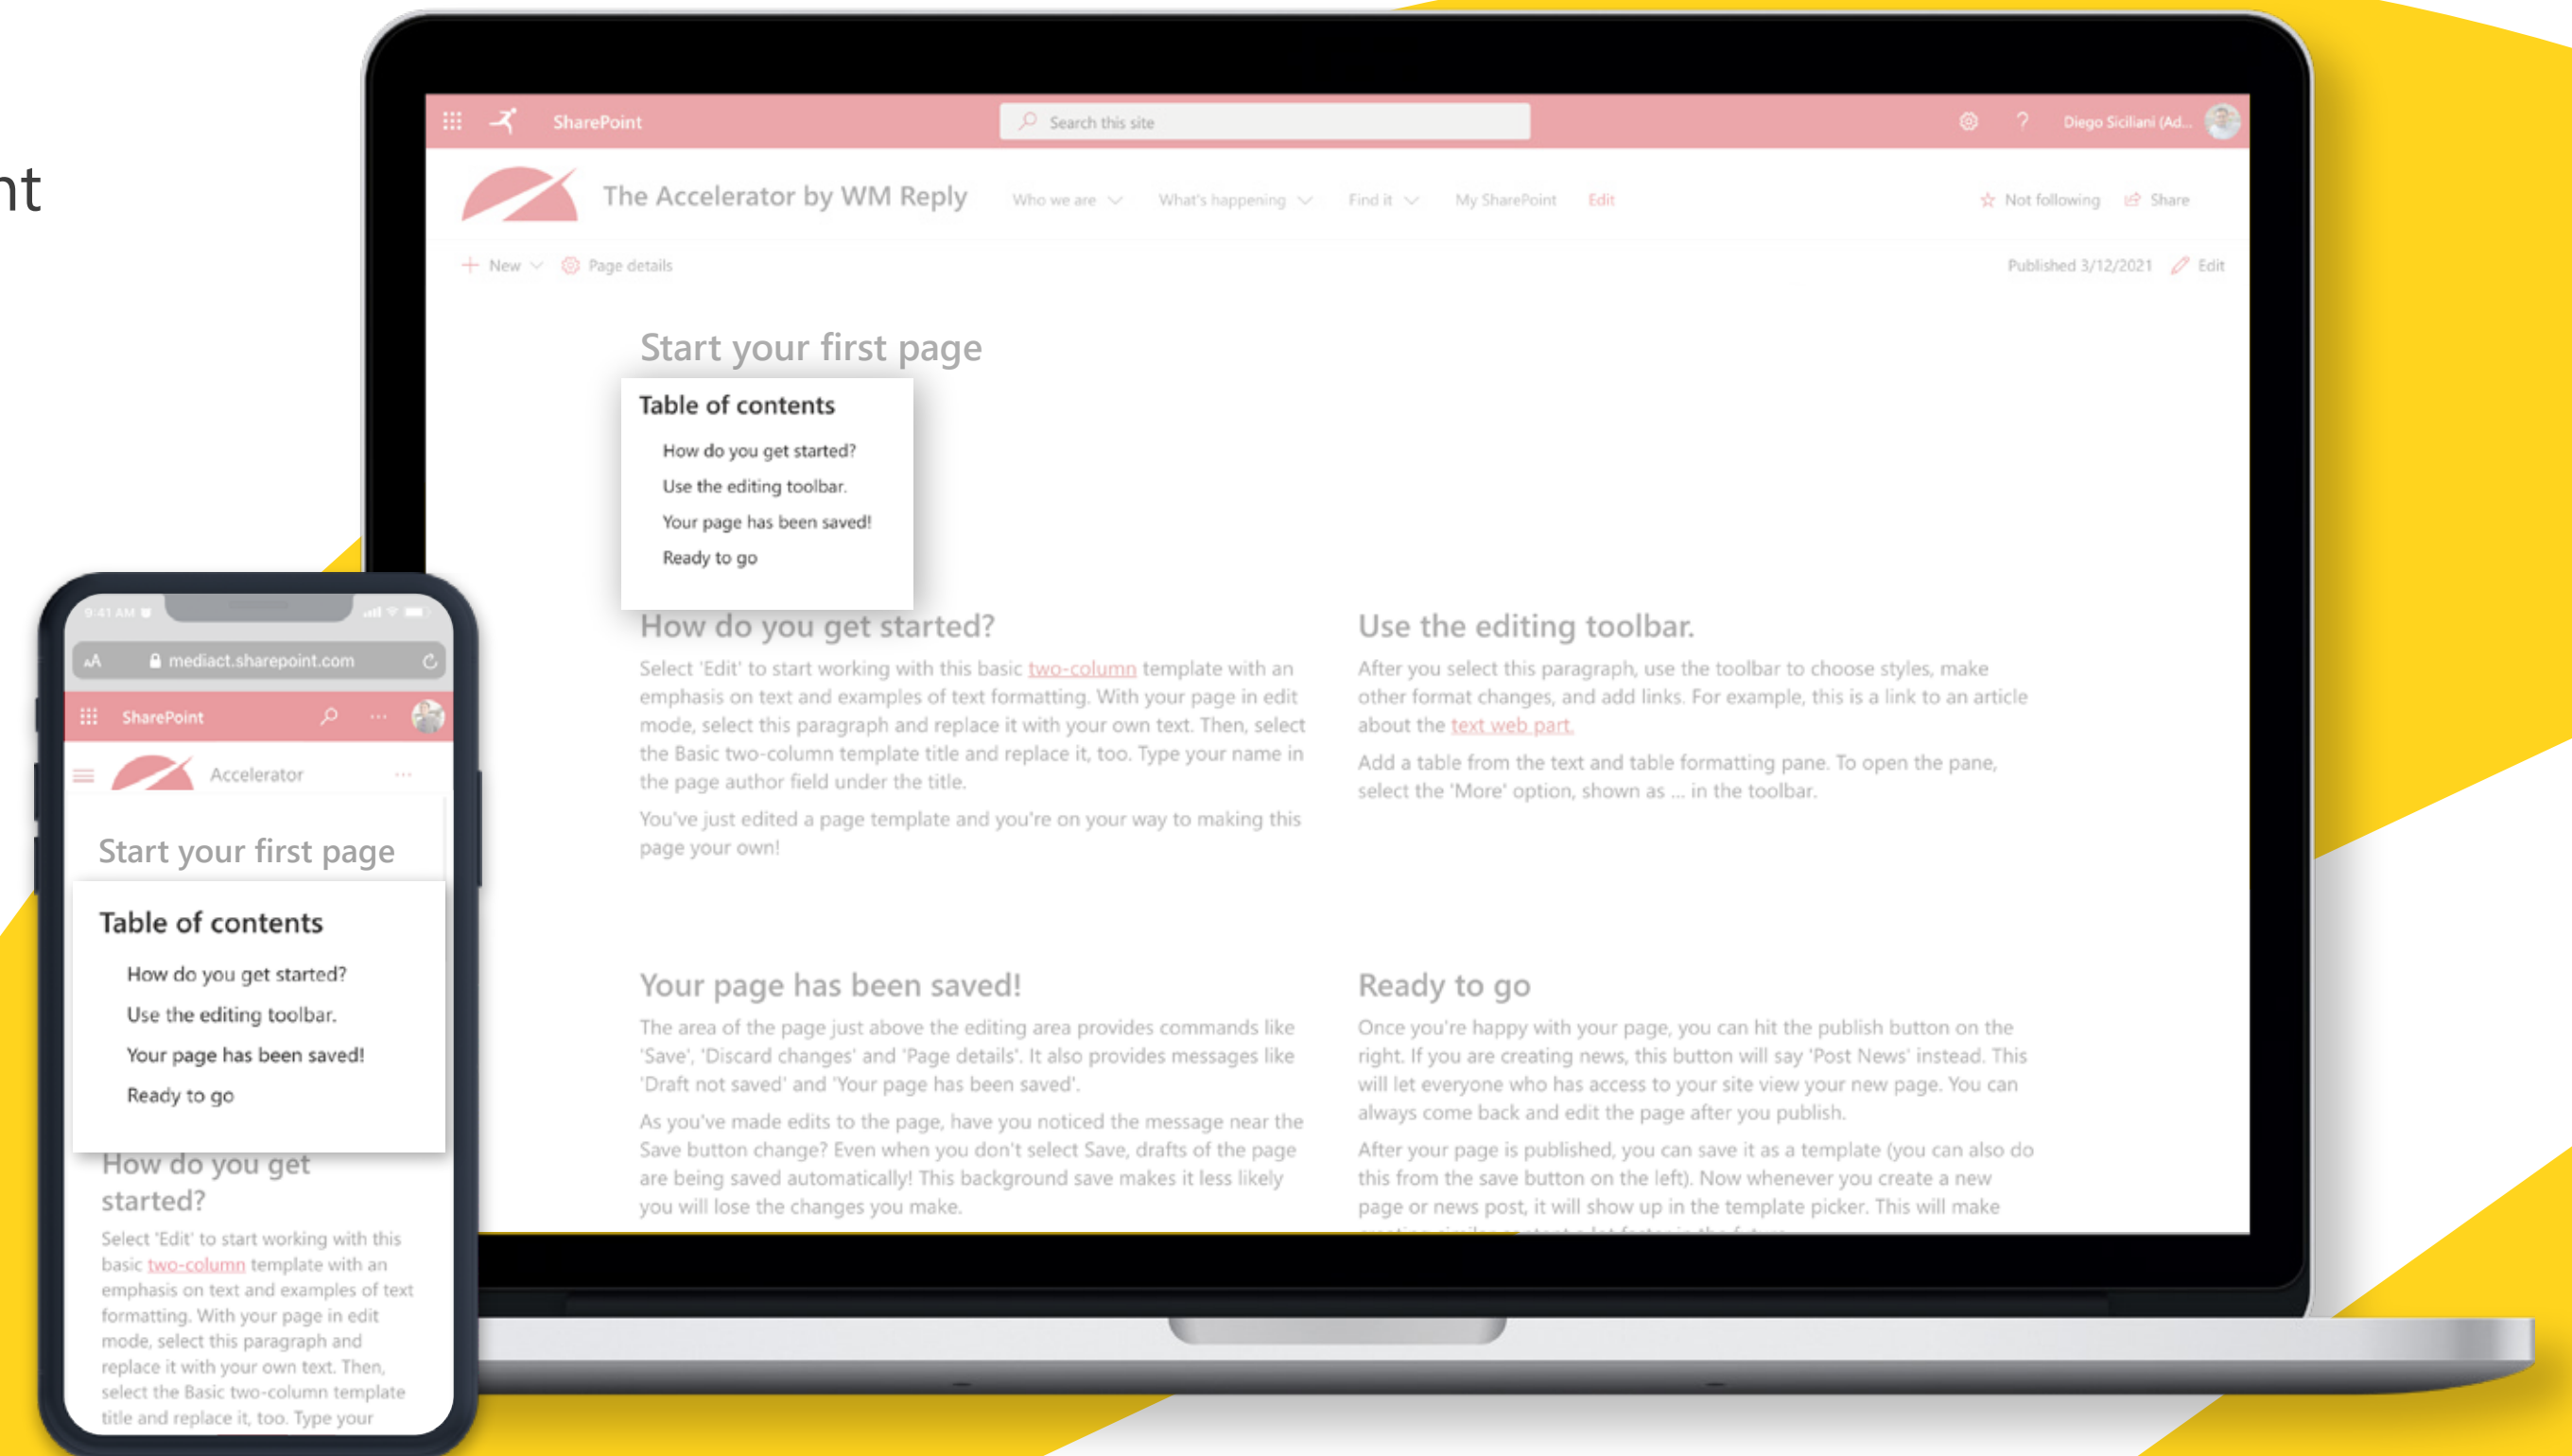 nt
SharePoint
Search this site
? Diego Siciliani (Ad...
The Accelerator by WM Reply
Who we are
What's happening
Find it
My SharePoint
Edit
Not following
Share
New
Page details
Published 3/12/2021
Edit
Start your first page
Table of contents
How do you get started?
Use the editing toolbar.
Your page has been saved!
Ready to go
How do you get started?
Select 'Edit' to start working with this basic two-column template with an
emphasis on text and examples of text formatting. With your page in edit
mode, select this paragraph and replace it with your own text. Then, select
the Basic two-column template title and replace it, too. Type your name in
the page author field under the title.
You've just edited a page template and you're on your way to making this
page your own!
Use the editing toolbar.
After you select this paragraph, use the toolbar to choose styles, make
other format changes, and add links. For example, this is a link to an article
about the text web part.
Add a table from the text and table formatting pane. To open the pane,
select the 'More' option, shown as ... in the toolbar.
Your page has been saved!
The area of the page just above the editing area provides commands like
'Save', 'Discard changes' and 'Page details'. It also provides messages like
'Draft not saved' and 'Your page has been saved'.
As you've made edits to the page, have you noticed the message near the
Save button change? Even when you don't select Save, drafts of the page
are being saved automatically! This background save makes it less likely
you will lose the changes you make.
Ready to go
Once you're happy with your page, you can hit the publish button on the
right. If you are creating news, this button will say 'Post News' instead. This
will let everyone who has access to your site view your new page. You can
always come back and edit the page after you publish.
After your page is published, you can save it as a template (you can also do
this from the save button on the left). Now whenever you create a new
page or news post, it will show up in the template picker. This will make
9:41 AM
AA mediact.sharepoint.com
SharePoint ...
Accelerator ...
Start your first page
Table of contents
How do you get started?
Use the editing toolbar.
Your page has been saved!
Ready to go
How do you get
started?
Select 'Edit' to start working with this
basic two-column template with an
emphasis on text and examples of text
formatting. With your page in edit
mode, select this paragraph and
replace it with your own text. Then,
select the Basic two-column template
title and replace it, too. Type your